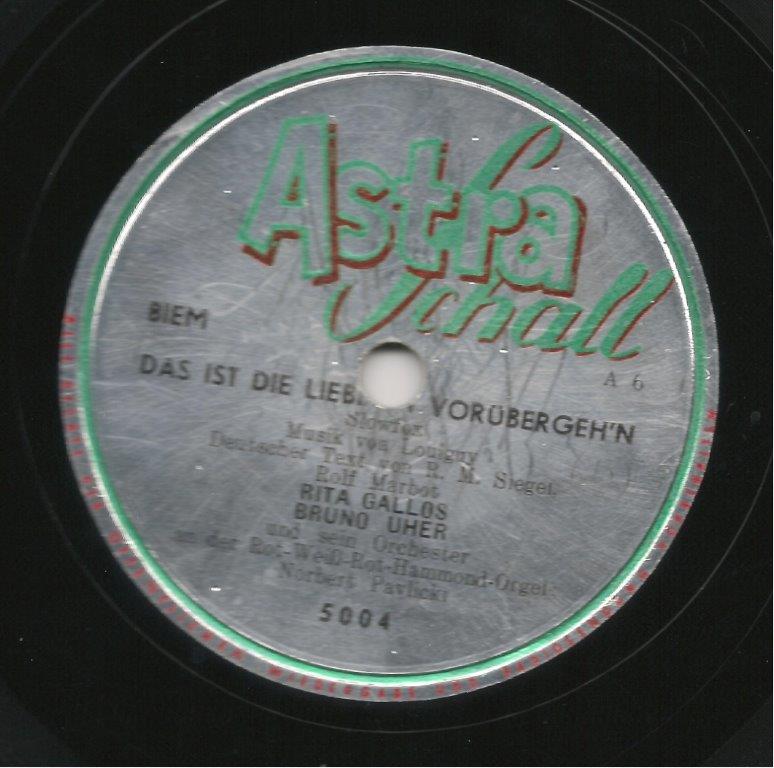 Astra
Schall
BIEM
A 6
DAS IST DIE VORÜBERGEH'N
Slowfox
Musik von Louiguy
Deutscher Text von R. M. Siegel
Rolf Marbot
RITA GALLOS
BRUNO UHER
und sein Orchester
an der Rot-Weiß-Rot-Hammond-Orgel:
Norbert Pawlicki
5004